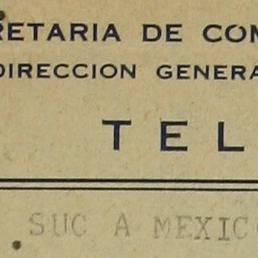 RETARIA DE COM
DIRECCION GENERA
TEL
SUC A MEXIC